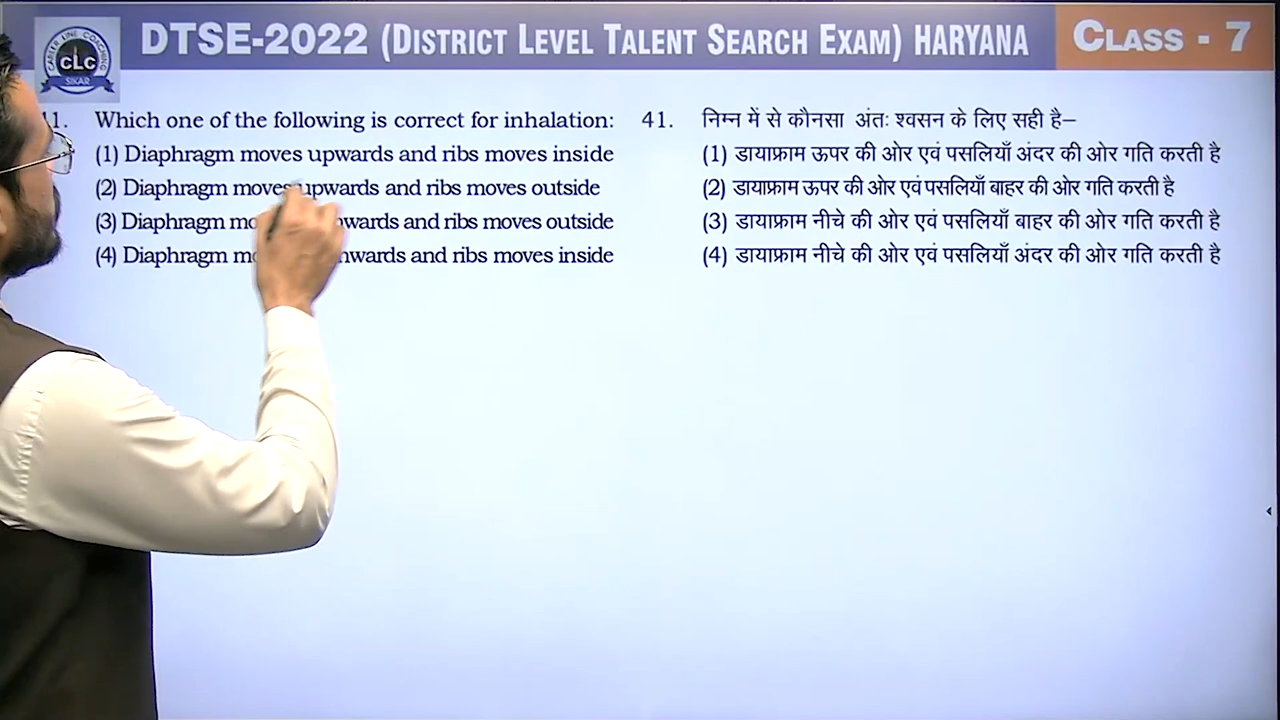 CAREER LINE COACHING
CLC
SIKAR
DTSE-2022 (DISTRICT LEVEL TALENT SEARCH EXAM) HARYANA
CLASS - 7
Which one of the following is correct for inhalation:
(1) Diaphragm moves upwards and ribs moves inside
(2) Diaphragm moves upwards and ribs moves outside
(3) Diaphragm and ribs moves outside
(4) Diaphragm and ribs moves inside
41. निम्न में से कौनसा अंतः श्वसन के लिए सही है–
(1) डायाफ्राम ऊपर की ओर एवं पसलियाँ अंदर की ओर गति करती है
(2) डायाफ्राम ऊपर की ओर एवं पसलियाँ बाहर की ओर गति करती है
(3) डायाफ्राम नीचे की ओर एवं पसलियाँ बाहर की ओर गति करती है
(4) डायाफ्राम नीचे की ओर एवं पसलियाँ अंदर की ओर गति करती है